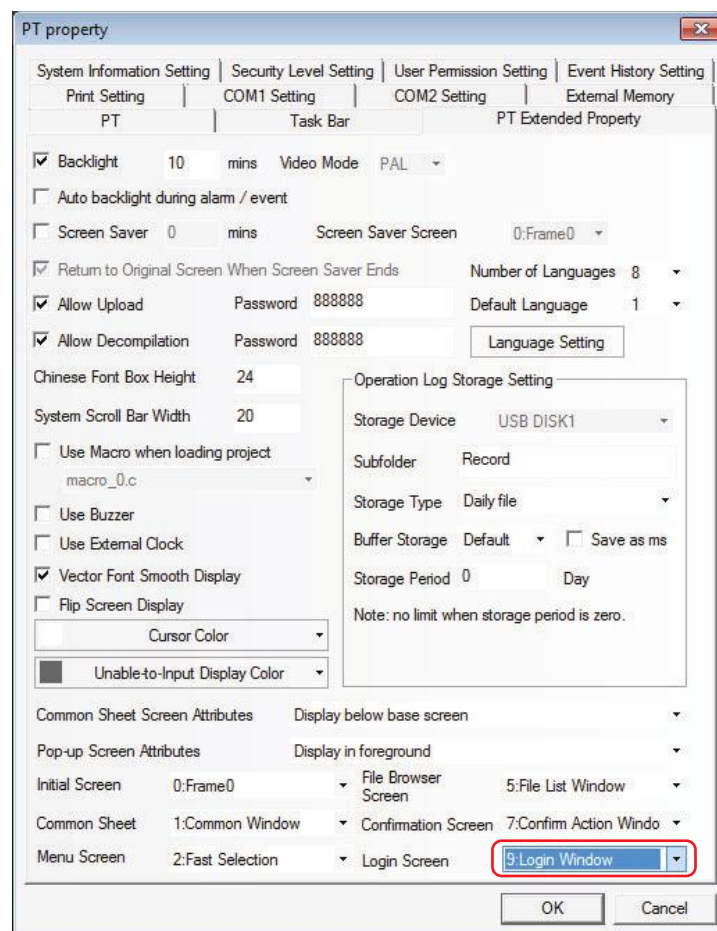 PT property
System Information Setting Security Level Setting User Permission Setting Event History Setting
Print Setting COM1 Setting COM2 Setting External Memory
PT Task Bar PT Extended Property
Backlight 10 mins Video Mode PAL
Auto backlight during alarm / event
Screen Saver 0 mins Screen Saver Screen 0:Frame0
Return to Original Screen When Screen Saver Ends Number of Languages 8
Allow Upload Password 888888 Default Language 1
Allow Decompilation Password 888888 Language Setting
Chinese Font Box Height 24
System Scroll Bar Width 20
Use Macro when loading project
macro_0.c
Use Buzzer
Use External Clock
Vector Font Smooth Display
Flip Screen Display
Cursor Color
Unable-to-Input Display Color
Operation Log Storage Setting
Storage Device USB DISK1
Subfolder Record
Storage Type Daily file
Buffer Storage Default Save as ms
Storage Period 0 Day
Note: no limit when storage period is zero.
Common Sheet Screen Attributes Display below base screen
Pop-up Screen Attributes Display in foreground
Initial Screen 0:Frame0 File Browser Screen 5:File List Window
Common Sheet 1:Common Window Confirmation Screen 7:Confirm Action Windo
Menu Screen 2:Fast Selection Login Screen 9:Login Window
OK Cancel